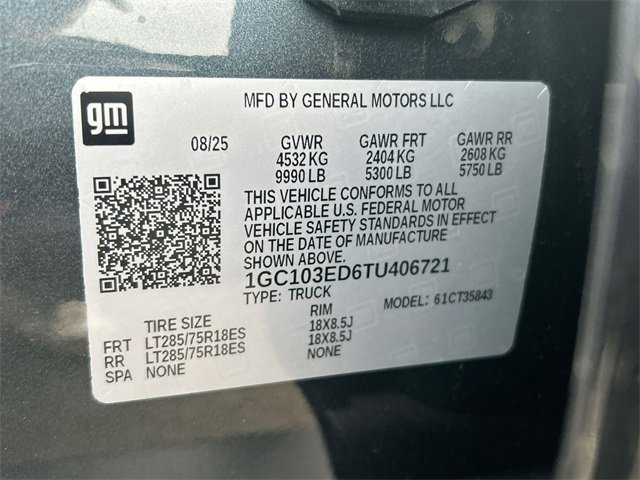 gm
MFD BY GENERAL MOTORS LLC
08/25 GVWR GAWR FRT GAWR RR
4532 KG 2404 KG 2608 KG
9990 LB 5300 LB 5750 LB
THIS VEHICLE CONFORMS TO ALL
APPLICABLE U.S. FEDERAL MOTOR
VEHICLE SAFETY STANDARDS IN EFFECT
ON THE DATE OF MANUFACTURE
SHOWN ABOVE.
1GC103ED6TU406721
TYPE: TRUCK MODEL: 61CT35843
TIRE SIZE RIM
FRT LT285/75R18ES 18X8.5J
RR LT285/75R18ES 18X8.5J
SPA NONE NONE